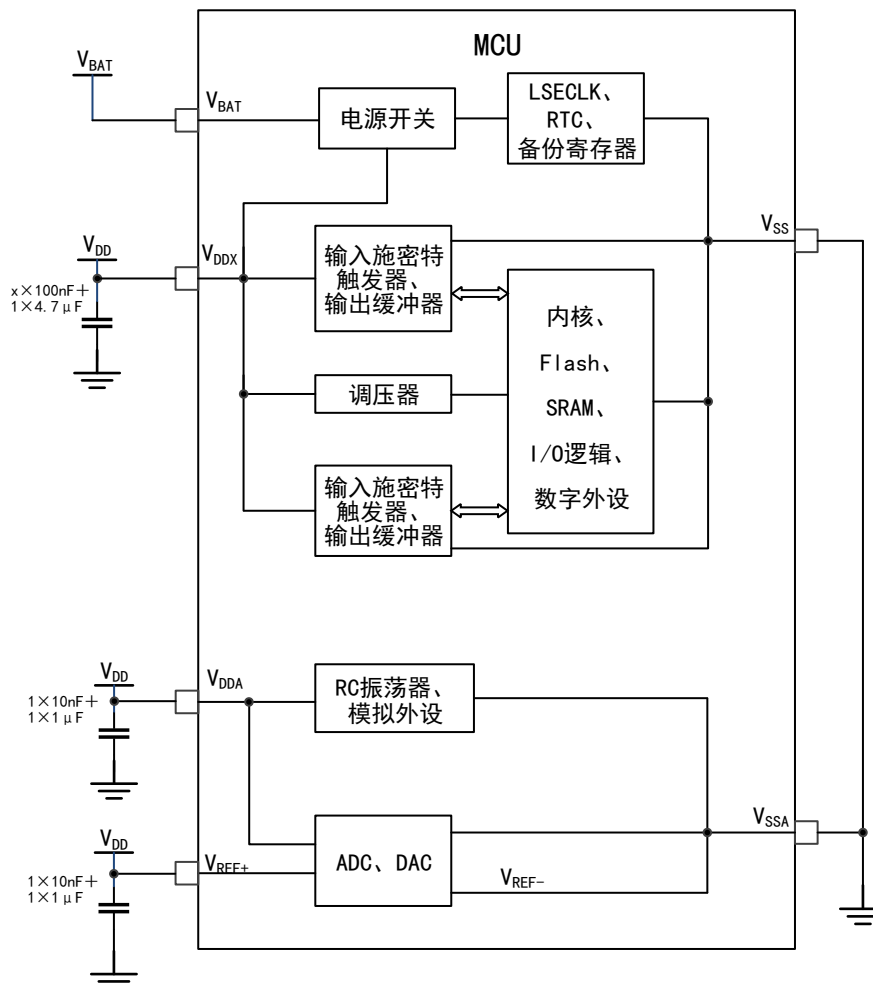 MCU
VBAT
VBAT
电源开关
LSECLK、
RTC、
备份寄存器
VSS
VDD
VDDX
x×100nF+
1×4.7μF
输入施密特
触发器、
输出缓冲器
内核、
Flash、
SRAM、
I/O逻辑、
数字外设
调压器
输入施密特
触发器、
输出缓冲器
VDD
VDDA
1×10nF+
1×1μF
RC振荡器、
模拟外设
VSSA
VDD
VREF+
1×10nF+
1×1μF
ADC、DAC
VREF-